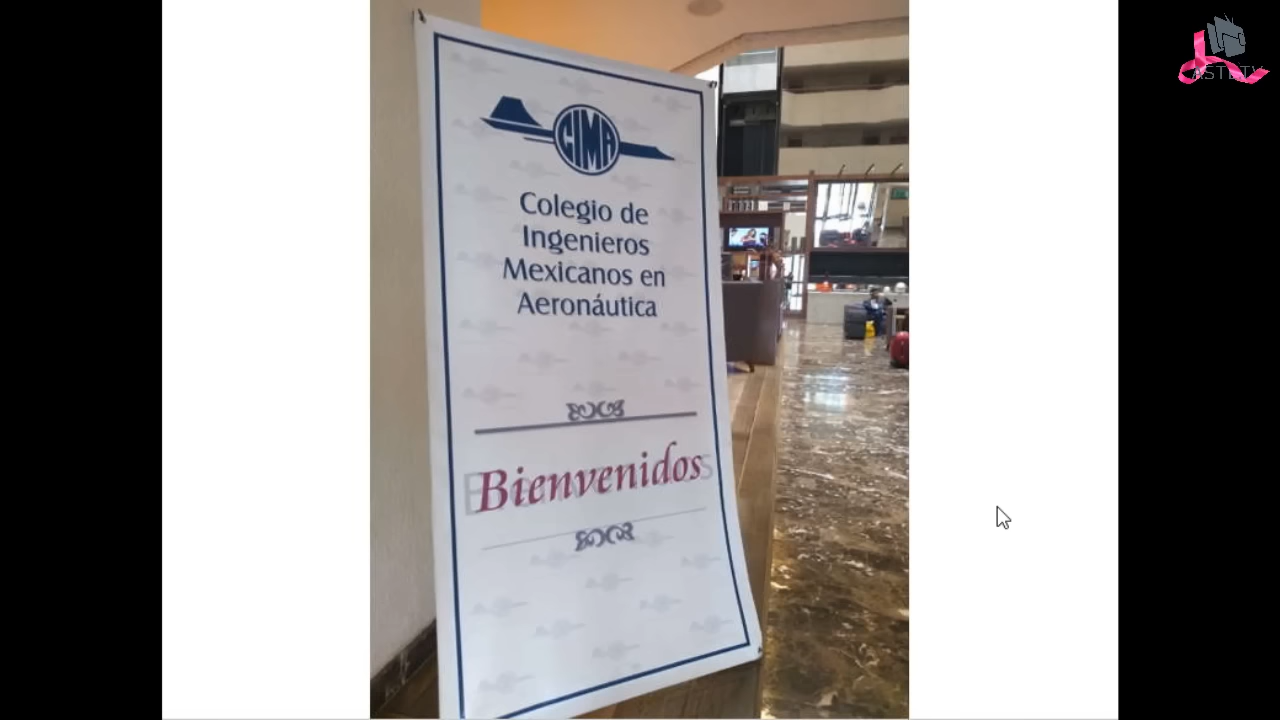 CIMA
Colegio de
Ingenieros
Mexicanos en
Aeronáutica
Bienvenidos